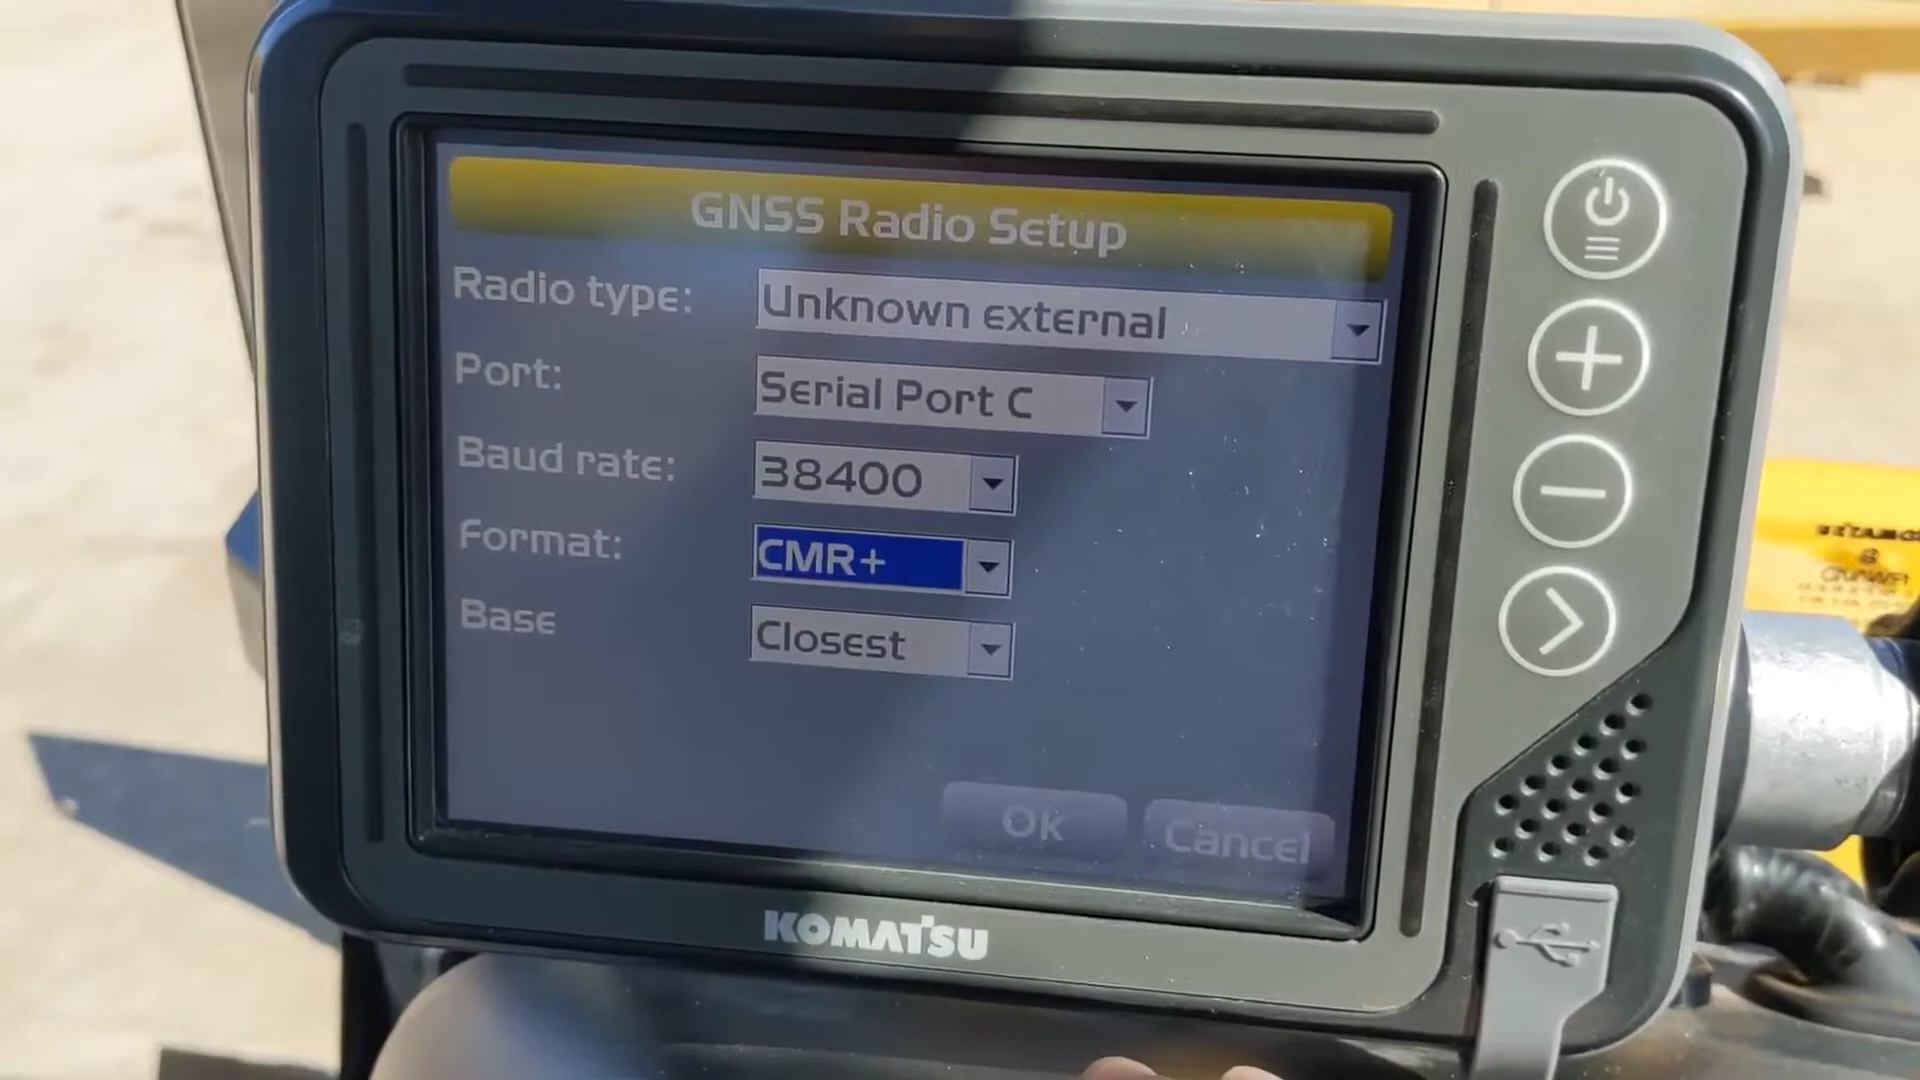 GNSS Radio Setup
Radio type: Unknown external
Port: Serial Port C
Baud rate: 38400
Format: CMR+
Base Closest
Ok Cancel
KOMATSU